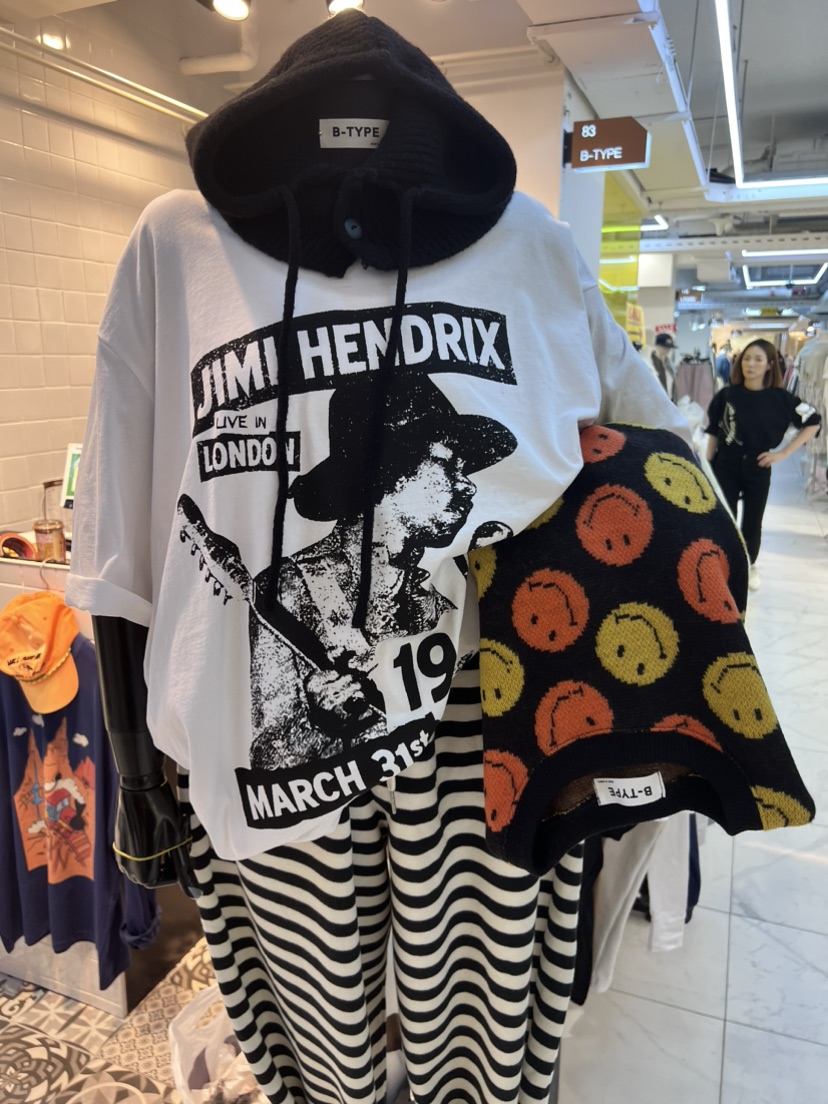 B-TYPE
83
B-TYPE
JIMI HENDRIX
LIVE IN
LONDON
19
MARCH 31st
B-TYPE